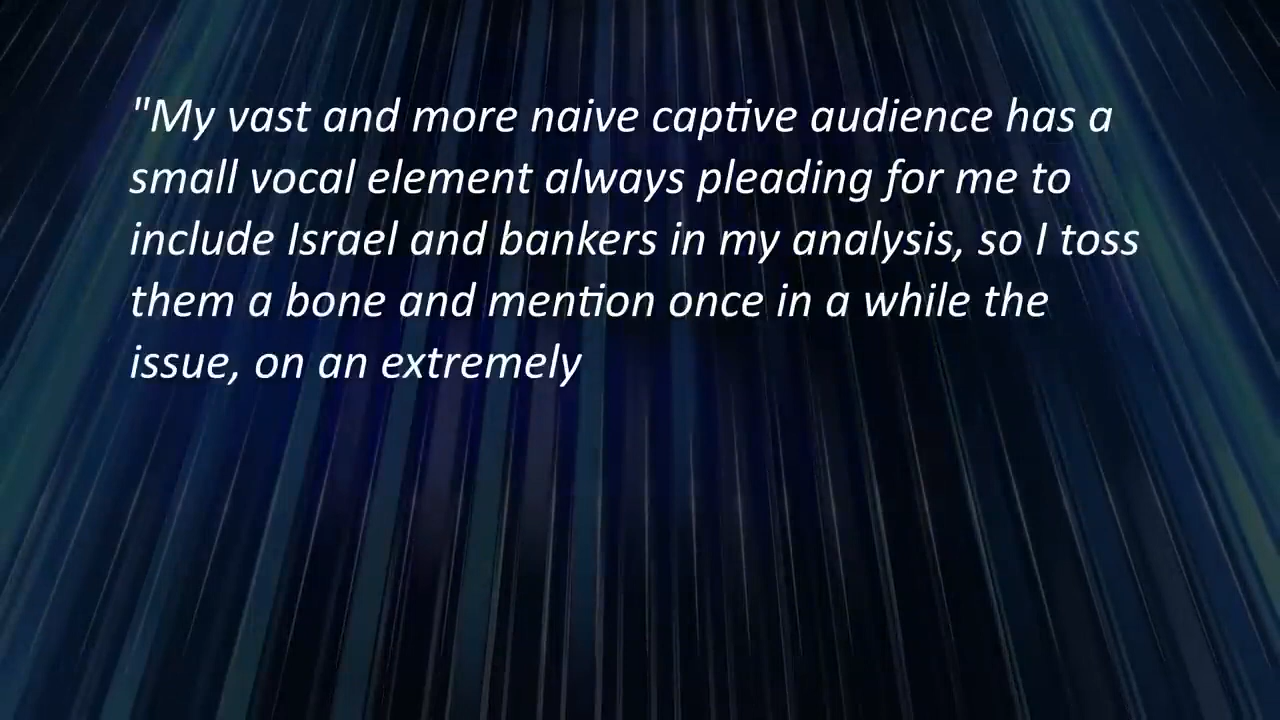 "My vast and more naive captive audience has a
small vocal element always pleading for me to
include Israel and bankers in my analysis, so I toss
them a bone and mention once in a while the
issue, on an extremely